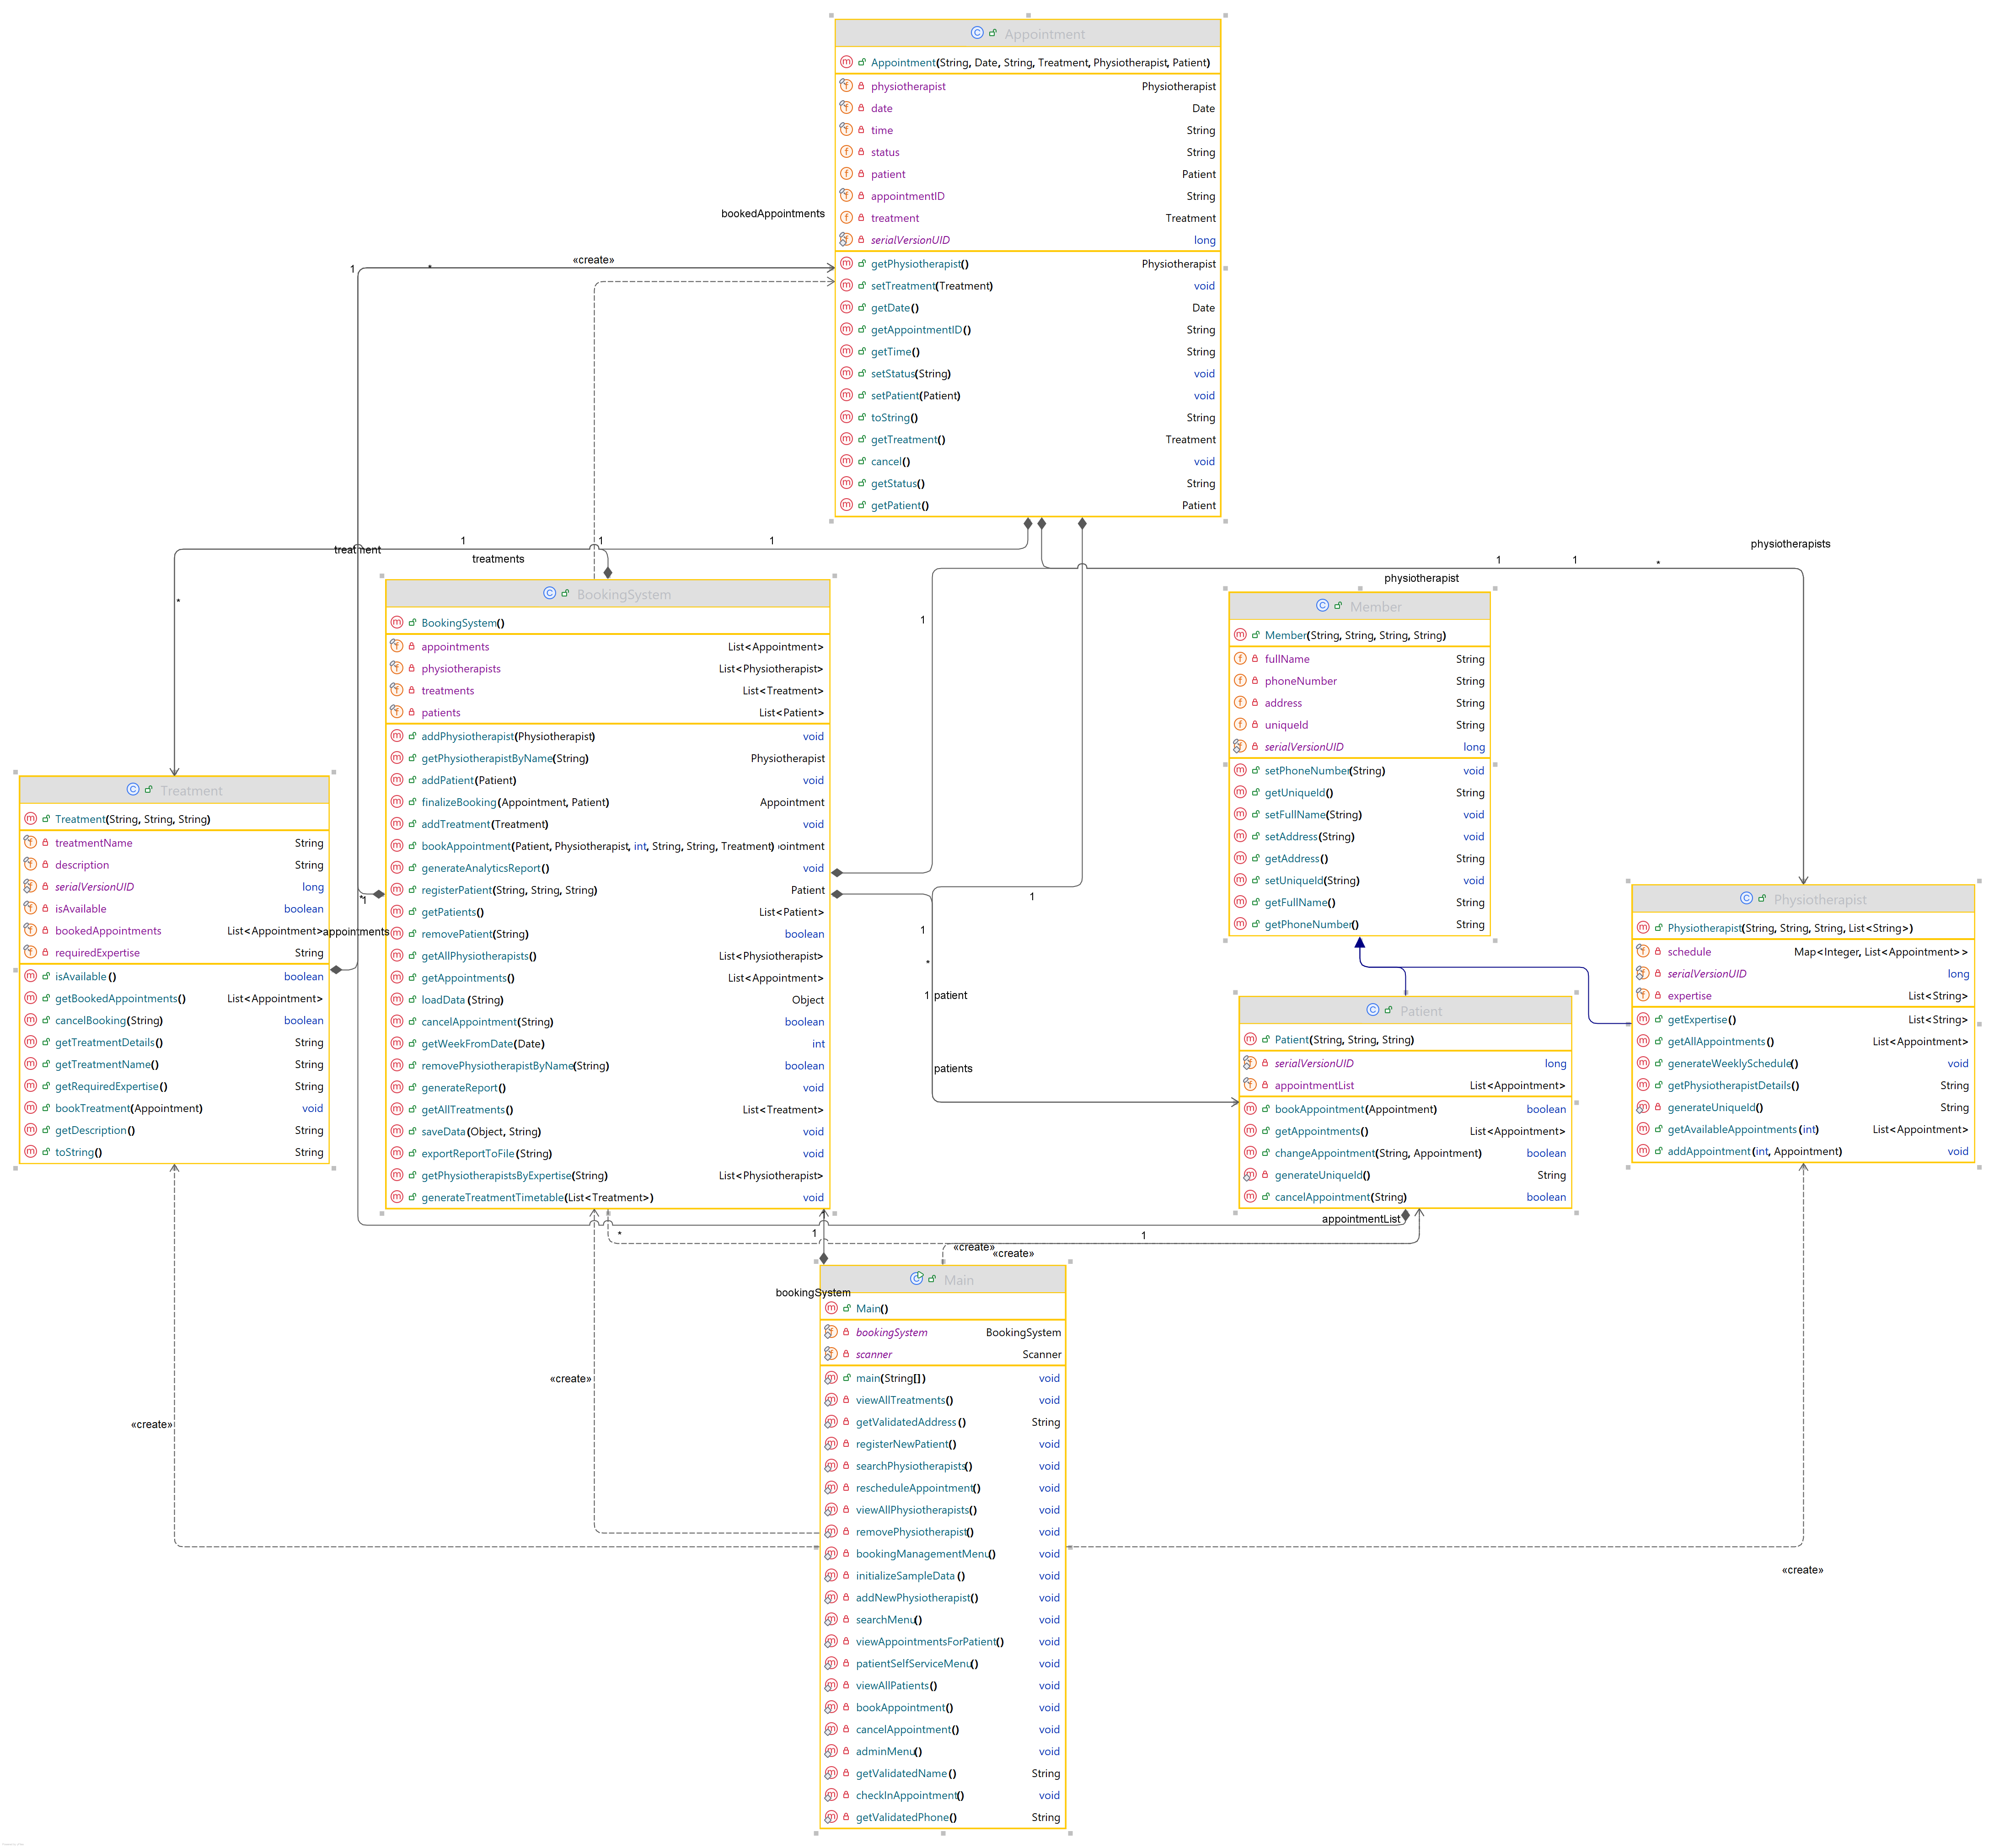 Appointment
Appointment(String, Date, String, Treatment, Physiotherapist, Patient)
physiotherapist Physiotherapist
date Date
time String
status String
patient Patient
appointmentID String
treatment Treatment
serialVersionUID long
getPhysiotherapist() Physiotherapist
setTreatment(Treatment) void
getDate() Date
getAppointmentID() String
getTime() String
setStatus(String) void
setPatient(Patient) void
toString() String
getTreatment() Treatment
cancel() void
getStatus() String
getPatient() Patient
bookedAppointments
«create»
1
*
1
1
1
treatment
treatments
*
physiotherapists
1
1
*
physiotherapist
1
BookingSystem
BookingSystem()
appointments List<Appointment>
physiotherapists List<Physiotherapist>
treatments List<Treatment>
patients List<Patient>
addPhysiotherapist(Physiotherapist) void
getPhysiotherapistByName(String) Physiotherapist
addPatient(Patient) void
finalizeBooking(Appointment, Patient) Appointment
addTreatment(Treatment) void
bookAppointment(Patient, Physiotherapist, int, String, String, Treatment) ointment
generateAnalyticsReport() void
registerPatient(String, String, String) Patient
getPatients() List<Patient>
removePatient(String) boolean
getAllPhysiotherapists() List<Physiotherapist>
getAppointments() List<Appointment>
loadData(String) Object
cancelAppointment(String) boolean
getWeekFromDate(Date) int
removePhysiotherapistByName(String) boolean
generateReport() void
getAllTreatments() List<Treatment>
saveData(Object, String) void
exportReportToFile(String) void
getPhysiotherapistsByExpertise(String) List<Physiotherapist>
generateTreatmentTimetable(List<Treatment>) void
Member
Member(String, String, String, String)
fullName String
phoneNumber String
address String
uniqueId String
serialVersionUID long
setPhoneNumber(String) void
getUniqueId() String
setFullName(String) void
setAddress(String) void
getAddress() String
setUniqueId(String) void
getFullName() String
getPhoneNumber() String
Treatment
Treatment(String, String, String)
treatmentName String
description String
serialVersionUID long
isAvailable boolean
bookedAppointments List<Appointment>
requiredExpertise String
isAvailable() boolean
getBookedAppointments() List<Appointment>
cancelBooking(String) boolean
getTreatmentDetails() String
getTreatmentName() String
getRequiredExpertise() String
bookTreatment(Appointment) void
getDescription() String
toString() String
*1
appointments
1
1
*
1
patient
patients
Physiotherapist
Physiotherapist(String, String, String, List<String>)
schedule Map<Integer, List<Appointment>>
serialVersionUID long
expertise List<String>
getExpertise() List<String>
getAllAppointments() List<Appointment>
generateWeeklySchedule() void
getPhysiotherapistDetails() String
generateUniqueId() String
getAvailableAppointments(int) List<Appointment>
addAppointment(int, Appointment) void
Patient
Patient(String, String, String)
serialVersionUID long
appointmentList List<Appointment>
bookAppointment(Appointment) boolean
getAppointments() List<Appointment>
changeAppointment(String, Appointment) boolean
generateUniqueId() String
cancelAppointment(String) boolean
appointmentList
*
1
1
«create»
«create»
bookingSystem
Main
Main()
bookingSystem BookingSystem
scanner Scanner
main(String[]) void
viewAllTreatments() void
getValidatedAddress() String
registerNewPatient() void
searchPhysiotherapists() void
rescheduleAppointment() void
viewAllPhysiotherapists() void
removePhysiotherapist() void
bookingManagementMenu() void
initializeSampleData() void
addNewPhysiotherapist() void
searchMenu() void
viewAppointmentsForPatient() void
patientSelfServiceMenu() void
viewAllPatients() void
bookAppointment() void
cancelAppointment() void
adminMenu() void
getValidatedName() String
checkInAppointment() void
getValidatedPhone() String
«create»
«create»
«create»